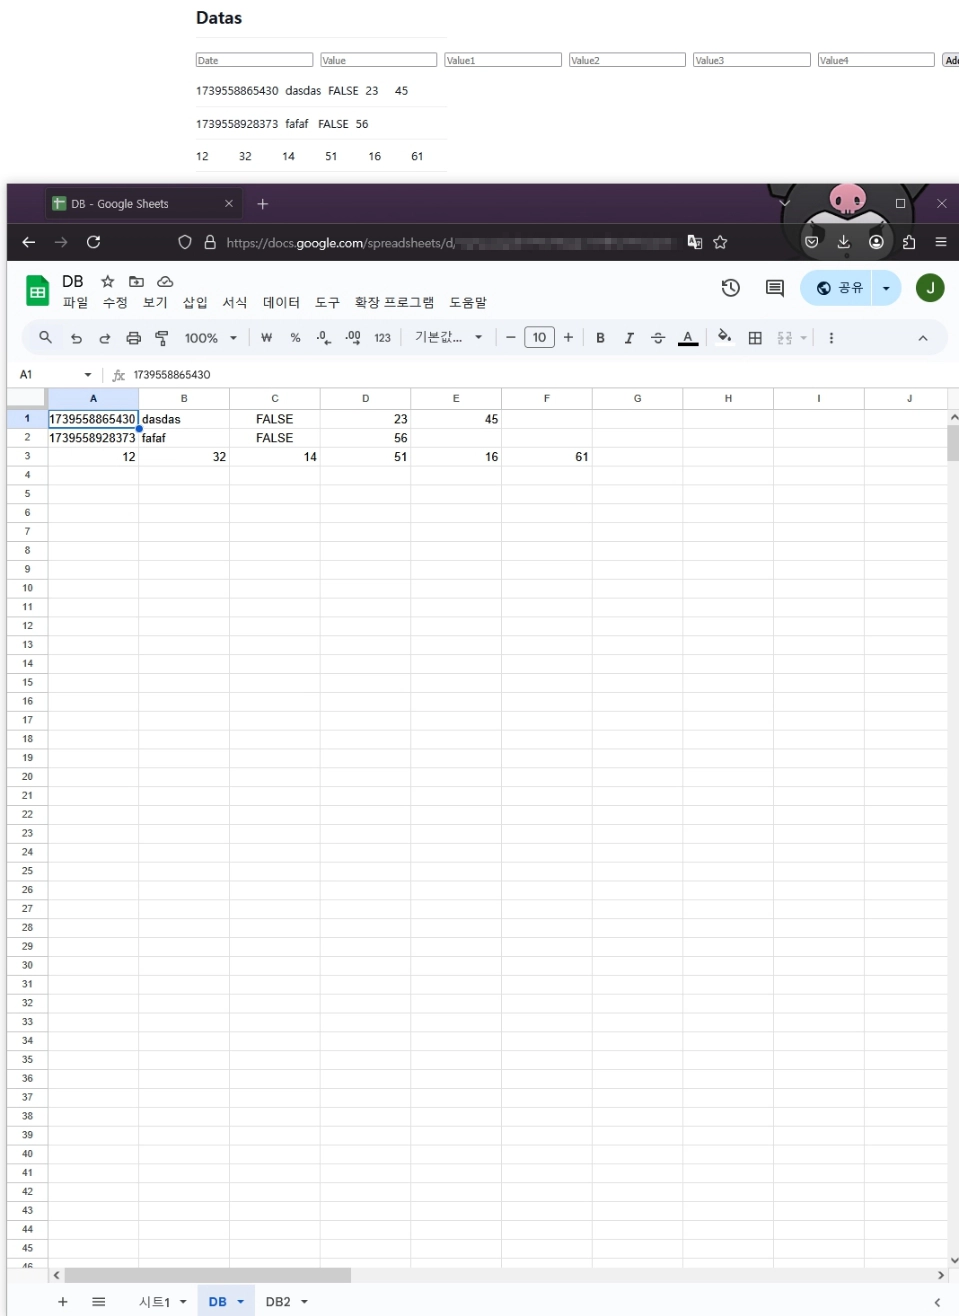 Datas
Date Value Value1 Value2 Value3 Value4
1739558865430 dasdas FALSE 23 45
1739558928373 fafaf FALSE 56
12 32 14 51 16 61
DB - Google Sheets
https://docs.google.com/spreadsheets/d/
DB
파일 수정 보기 삽입 서식 데이터 도구 확장 프로그램 도움말
공유 J
100% ₩ % .0 .00 123 기본값... 10 B I S A
A1 fx 1739558865430
A B C D E F G H I J
1 1739558865430 dasdas FALSE 23 45
2 1739558928373 fafaf FALSE 56
3 12 32 14 51 16 61
4
5
6
7
8
9
10
11
12
13
14
15
16
17
18
19
20
21
22
23
24
25
26
27
28
29
30
31
32
33
34
35
36
37
38
39
40
41
42
43
44
45
46
시트1 DB DB2